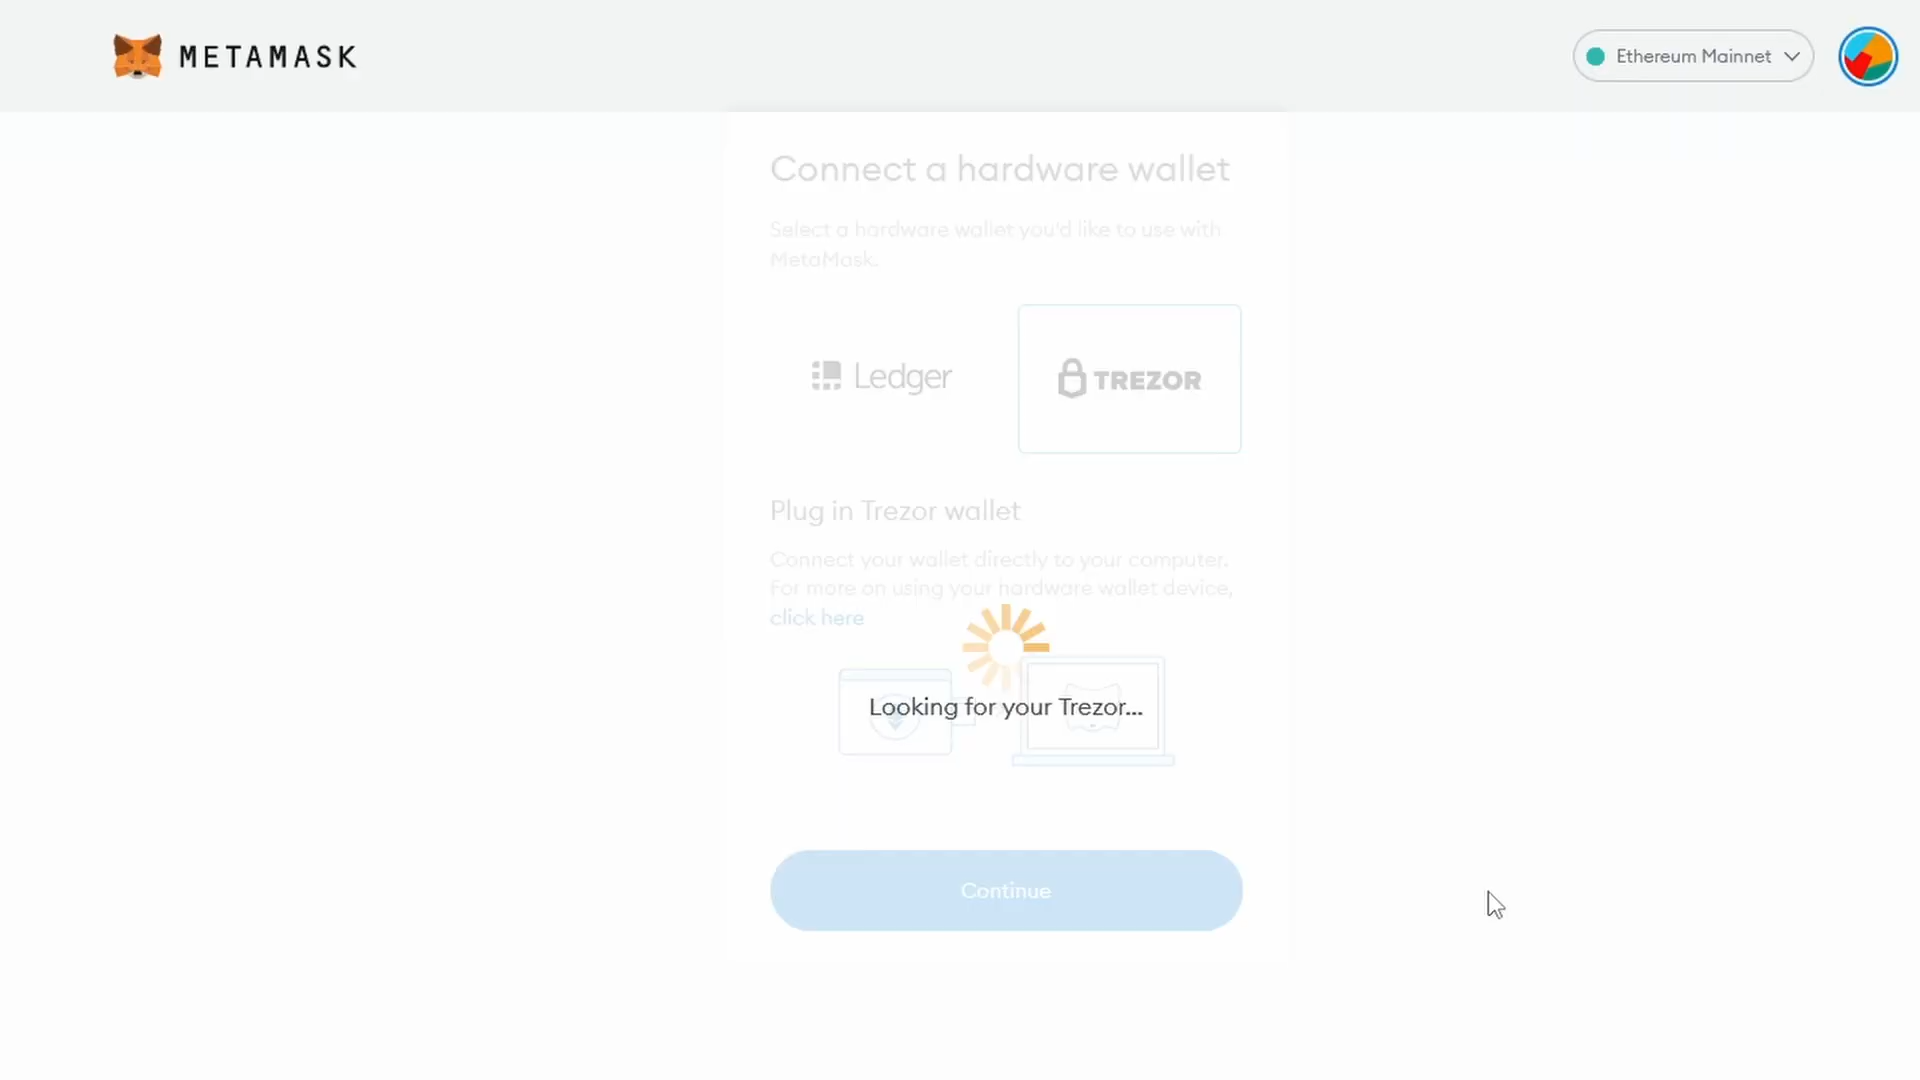 METAMASK
Ethereum Mainnet
Connect a hardware wallet
Select a hardware wallet you'd like to use with
MetaMask.
Ledger
TREZOR
Plug in Trezor wallet
Connect your wallet directly to your computer.
For more on using your hardware wallet device,
click here
Looking for your Trezor...
Continue